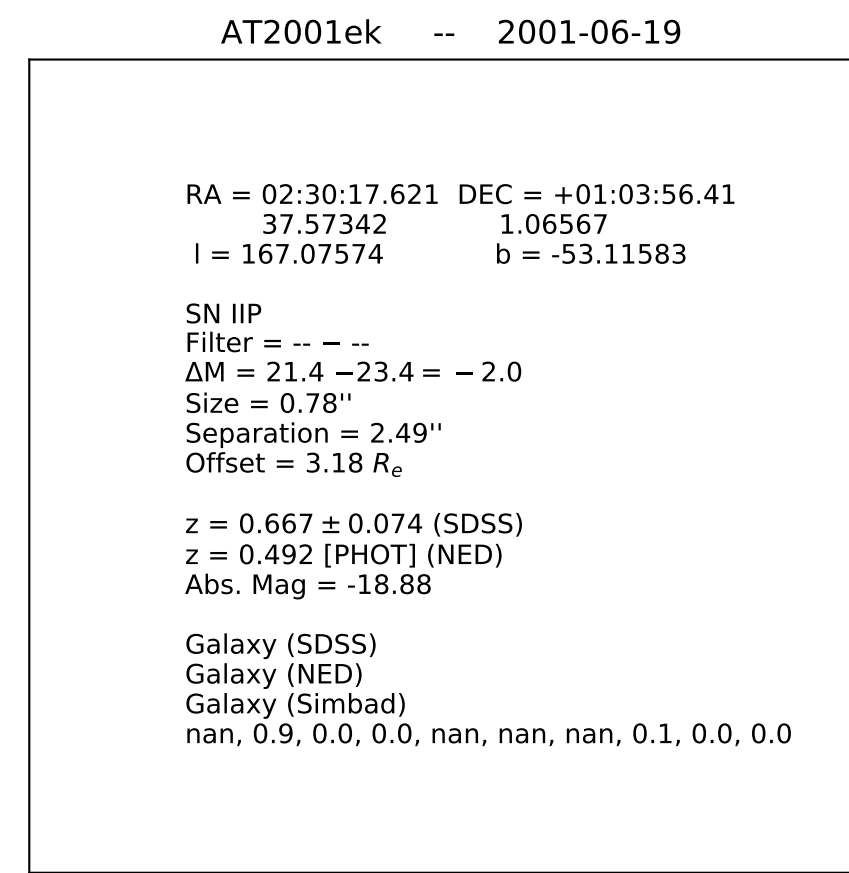 AT2001ek -- 2001-06-19
RA = 02:30:17.621 DEC = +01:03:56.41
37.57342 1.06567
l = 167.07574 b = -53.11583
SN IIP
Filter = -- − --
ΔM = 21.4 −23.4 = − 2.0
Size = 0.78''
Separation = 2.49''
Offset = 3.18 Rₑ
z = 0.667 ± 0.074 (SDSS)
z = 0.492 [PHOT] (NED)
Abs. Mag = -18.88
Galaxy (SDSS)
Galaxy (NED)
Galaxy (Simbad)
nan, 0.9, 0.0, 0.0, nan, nan, nan, 0.1, 0.0, 0.0